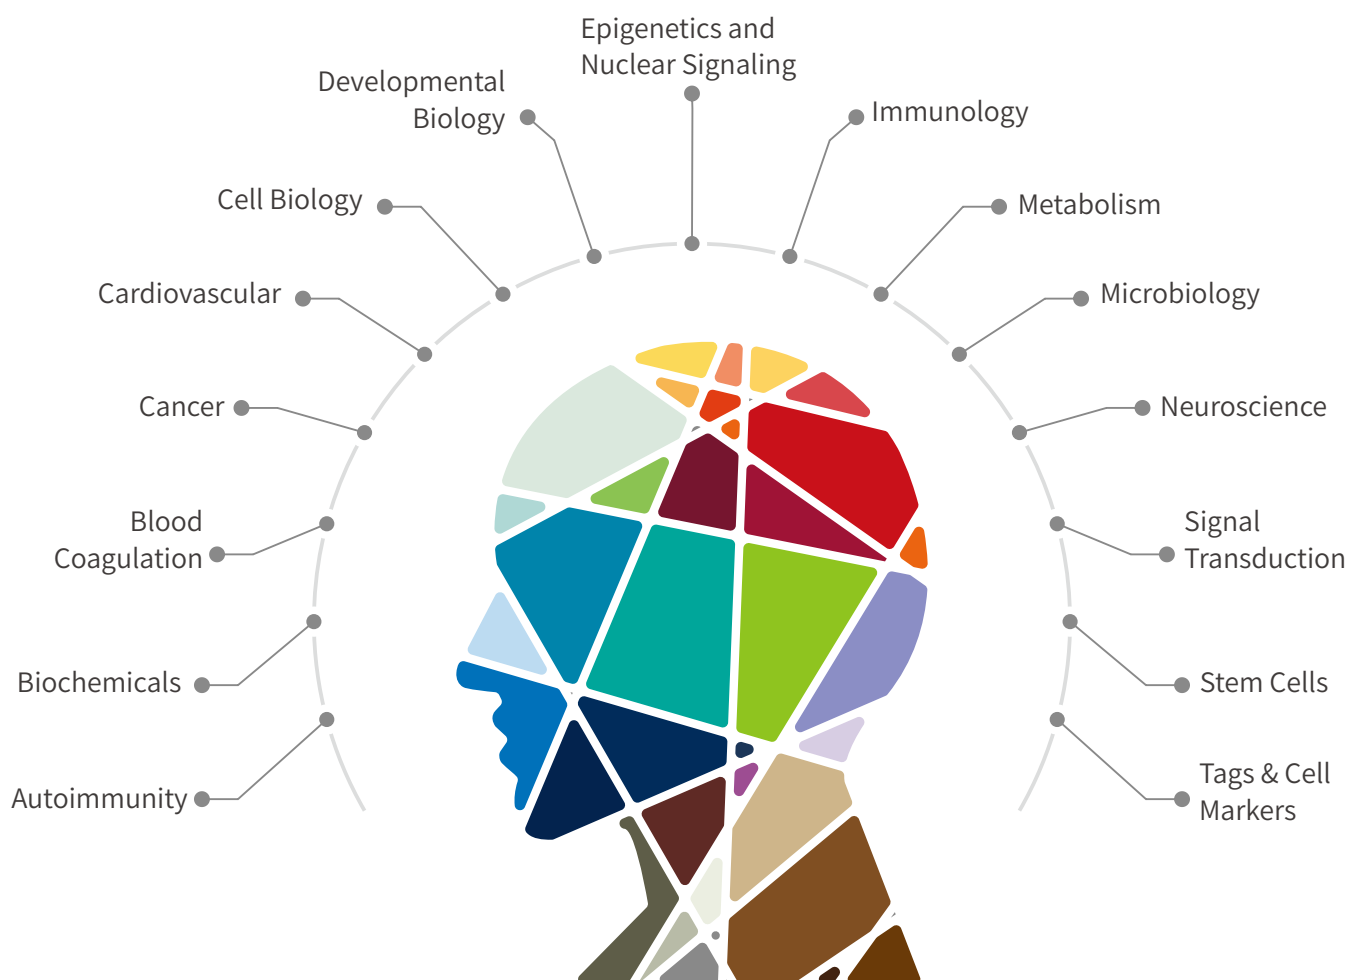 Epigenetics and
Nuclear Signaling
Developmental
Biology
Immunology
Cell Biology
Metabolism
Cardiovascular
Microbiology
Cancer
Neuroscience
Blood
Coagulation
Signal
Transduction
Biochemicals
Stem Cells
Autoimmunity
Tags & Cell
Markers